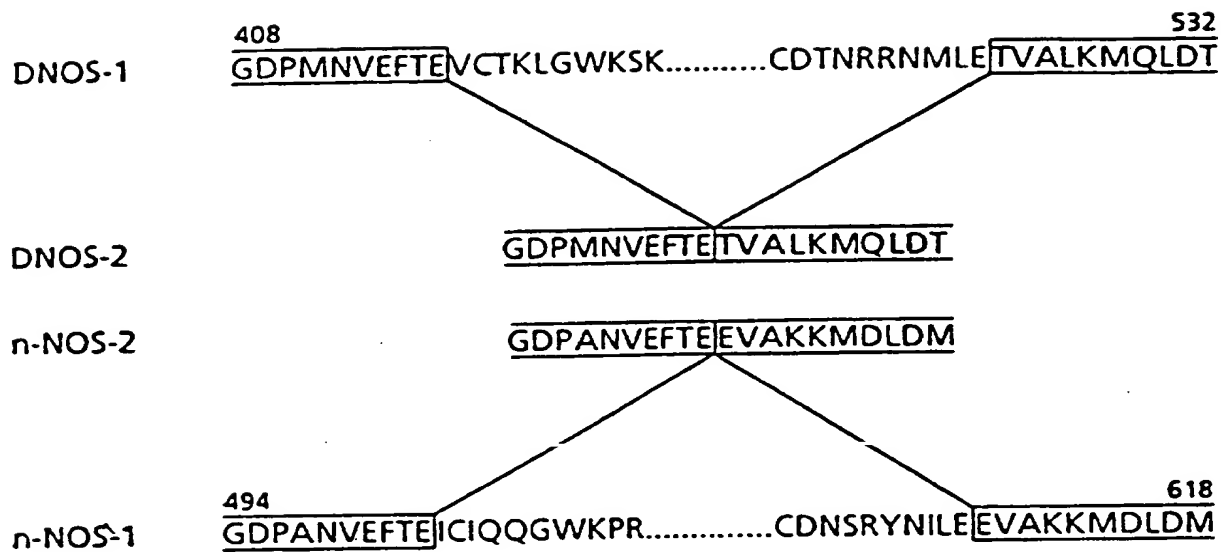 408 532
DNOS-1 GDPMNVEFTEVCTKLGWKSK...........CDTNRRNMLETVALKMQLDT
DNOS-2 GDPMNVEFTETVALKMQLDT
n-NOS-2 GDPANVEFTEEVAKKMDLDM
494 618
n-NOS-1 GDPANVEFTEICIQQGWKPR.............CDNSRYNILEEVAKKMDLDM